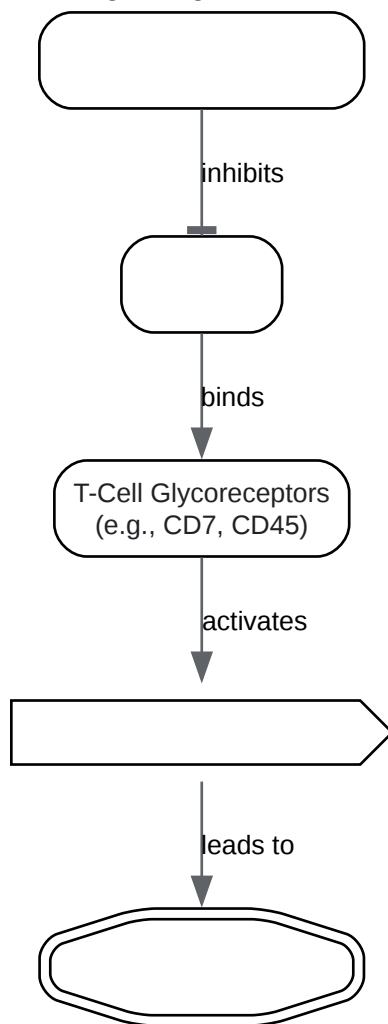 inhibits
binds
T-Cell Glycoreceptors
(e.g., CD7, CD45)
activates
leads to